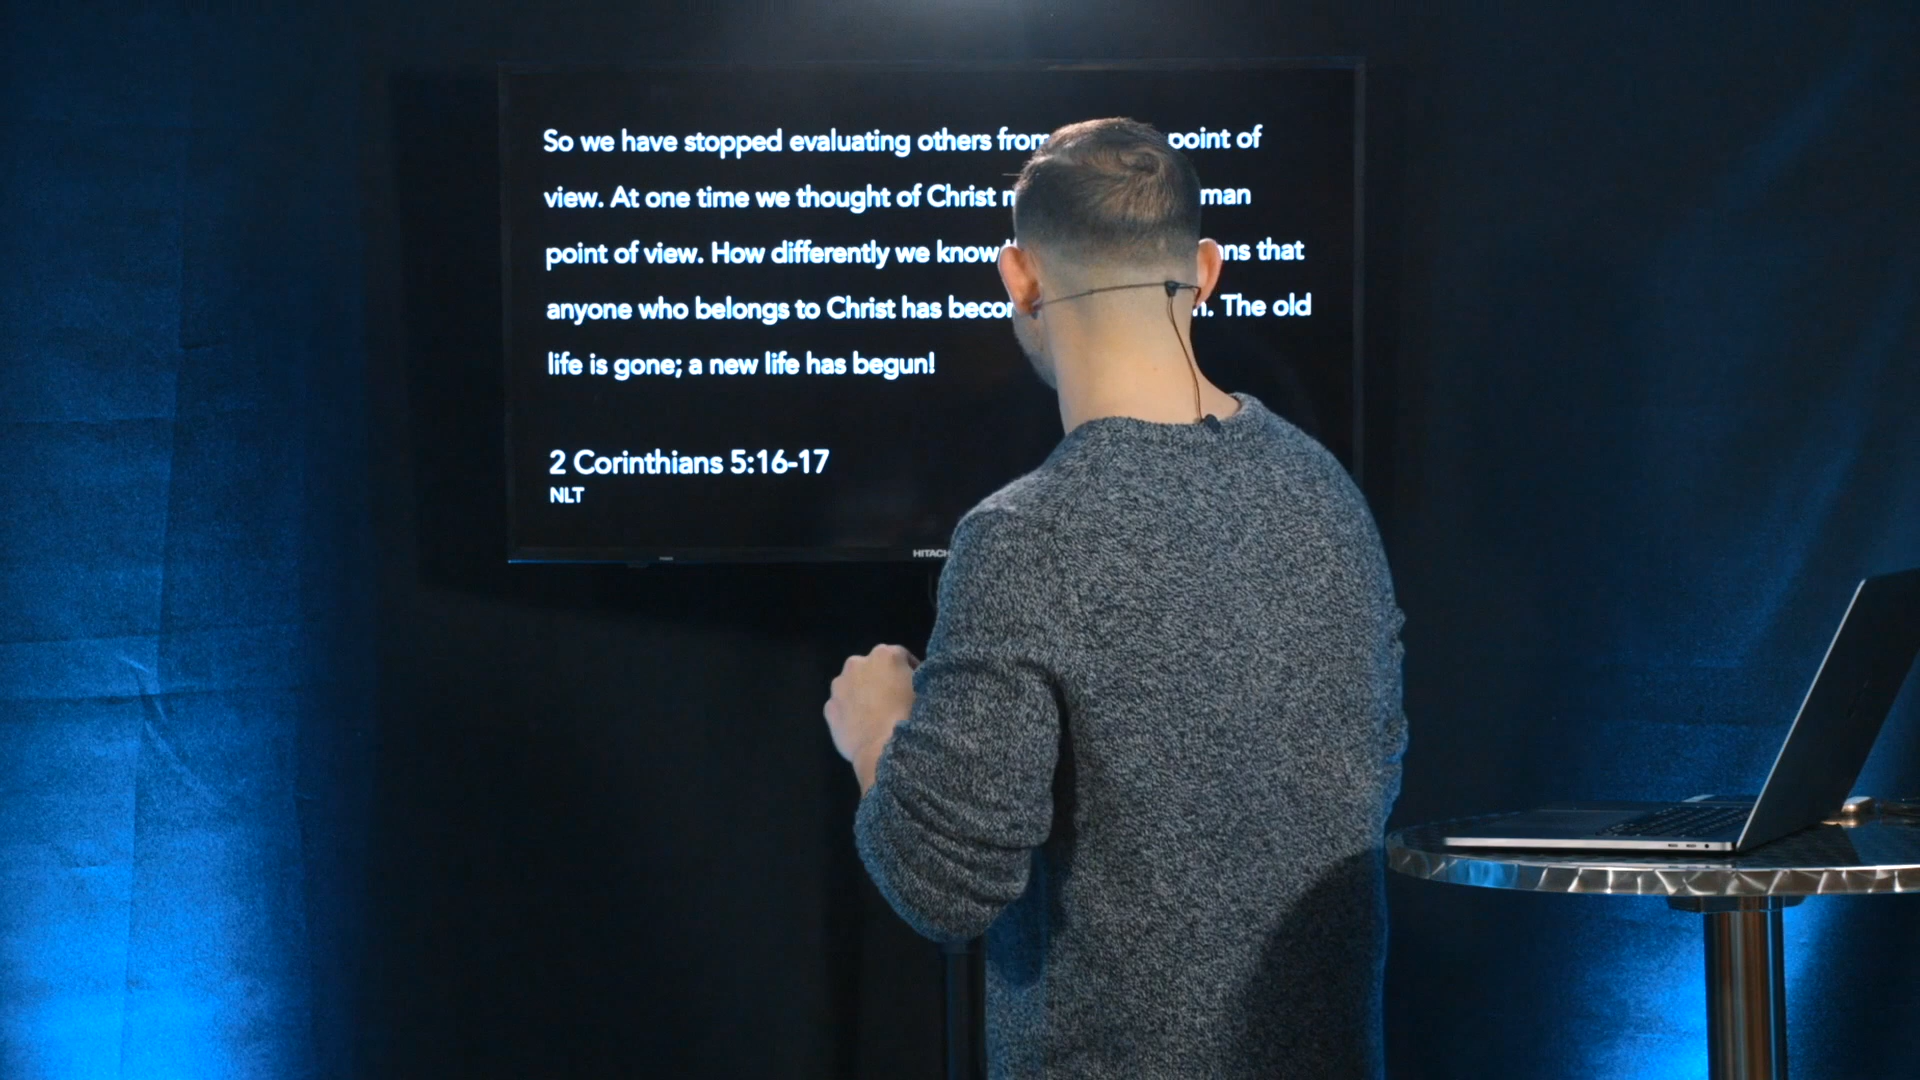 So we have stopped evaluating others from point of
view. At one time we thought of Christ man
point of view. How differently we know that
anyone who belongs to Christ has The old
life is gone; a new life has begun!
2 Corinthians 5:16-17
NLT
HITACHI